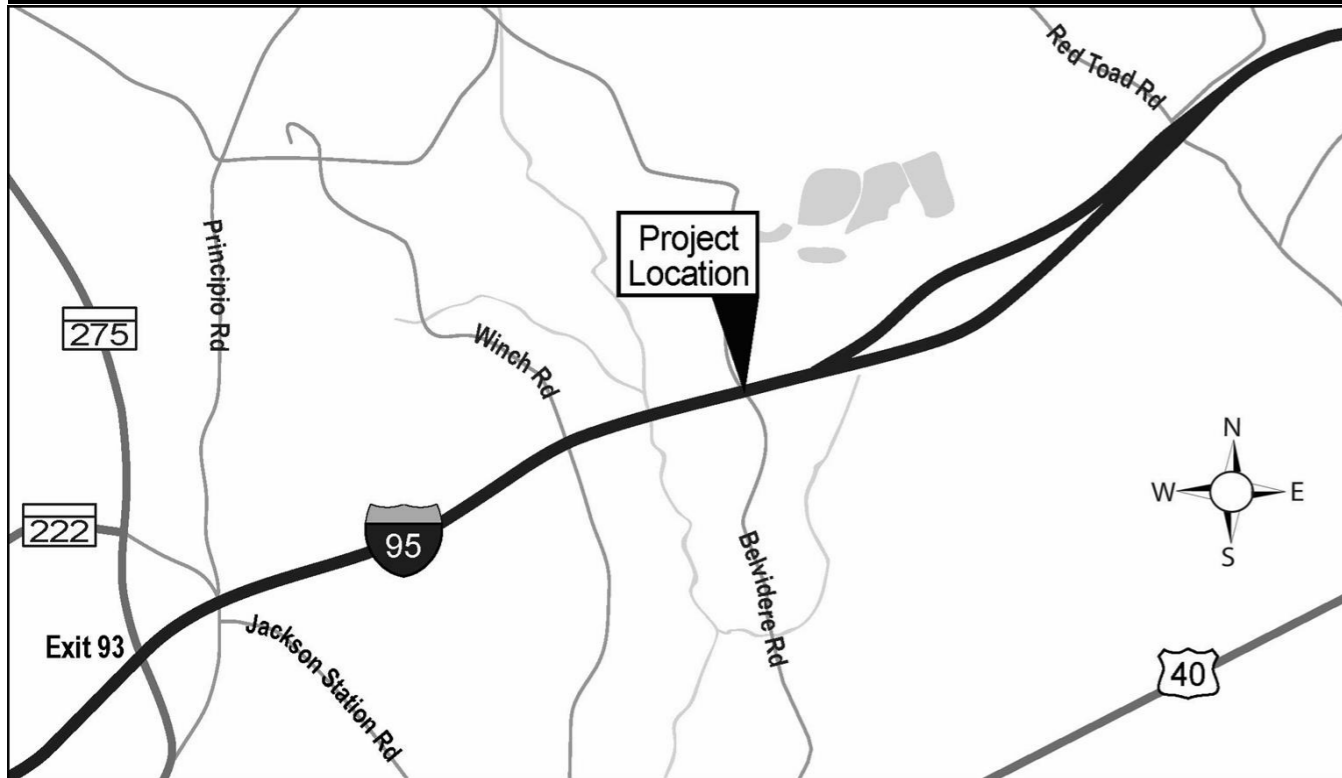 Red Toad Rd
Principio Rd
Project
Location
275
Winch Rd
N
W
E
S
222
95
Belvidere Rd
Exit 93
Jackson Station Rd
40